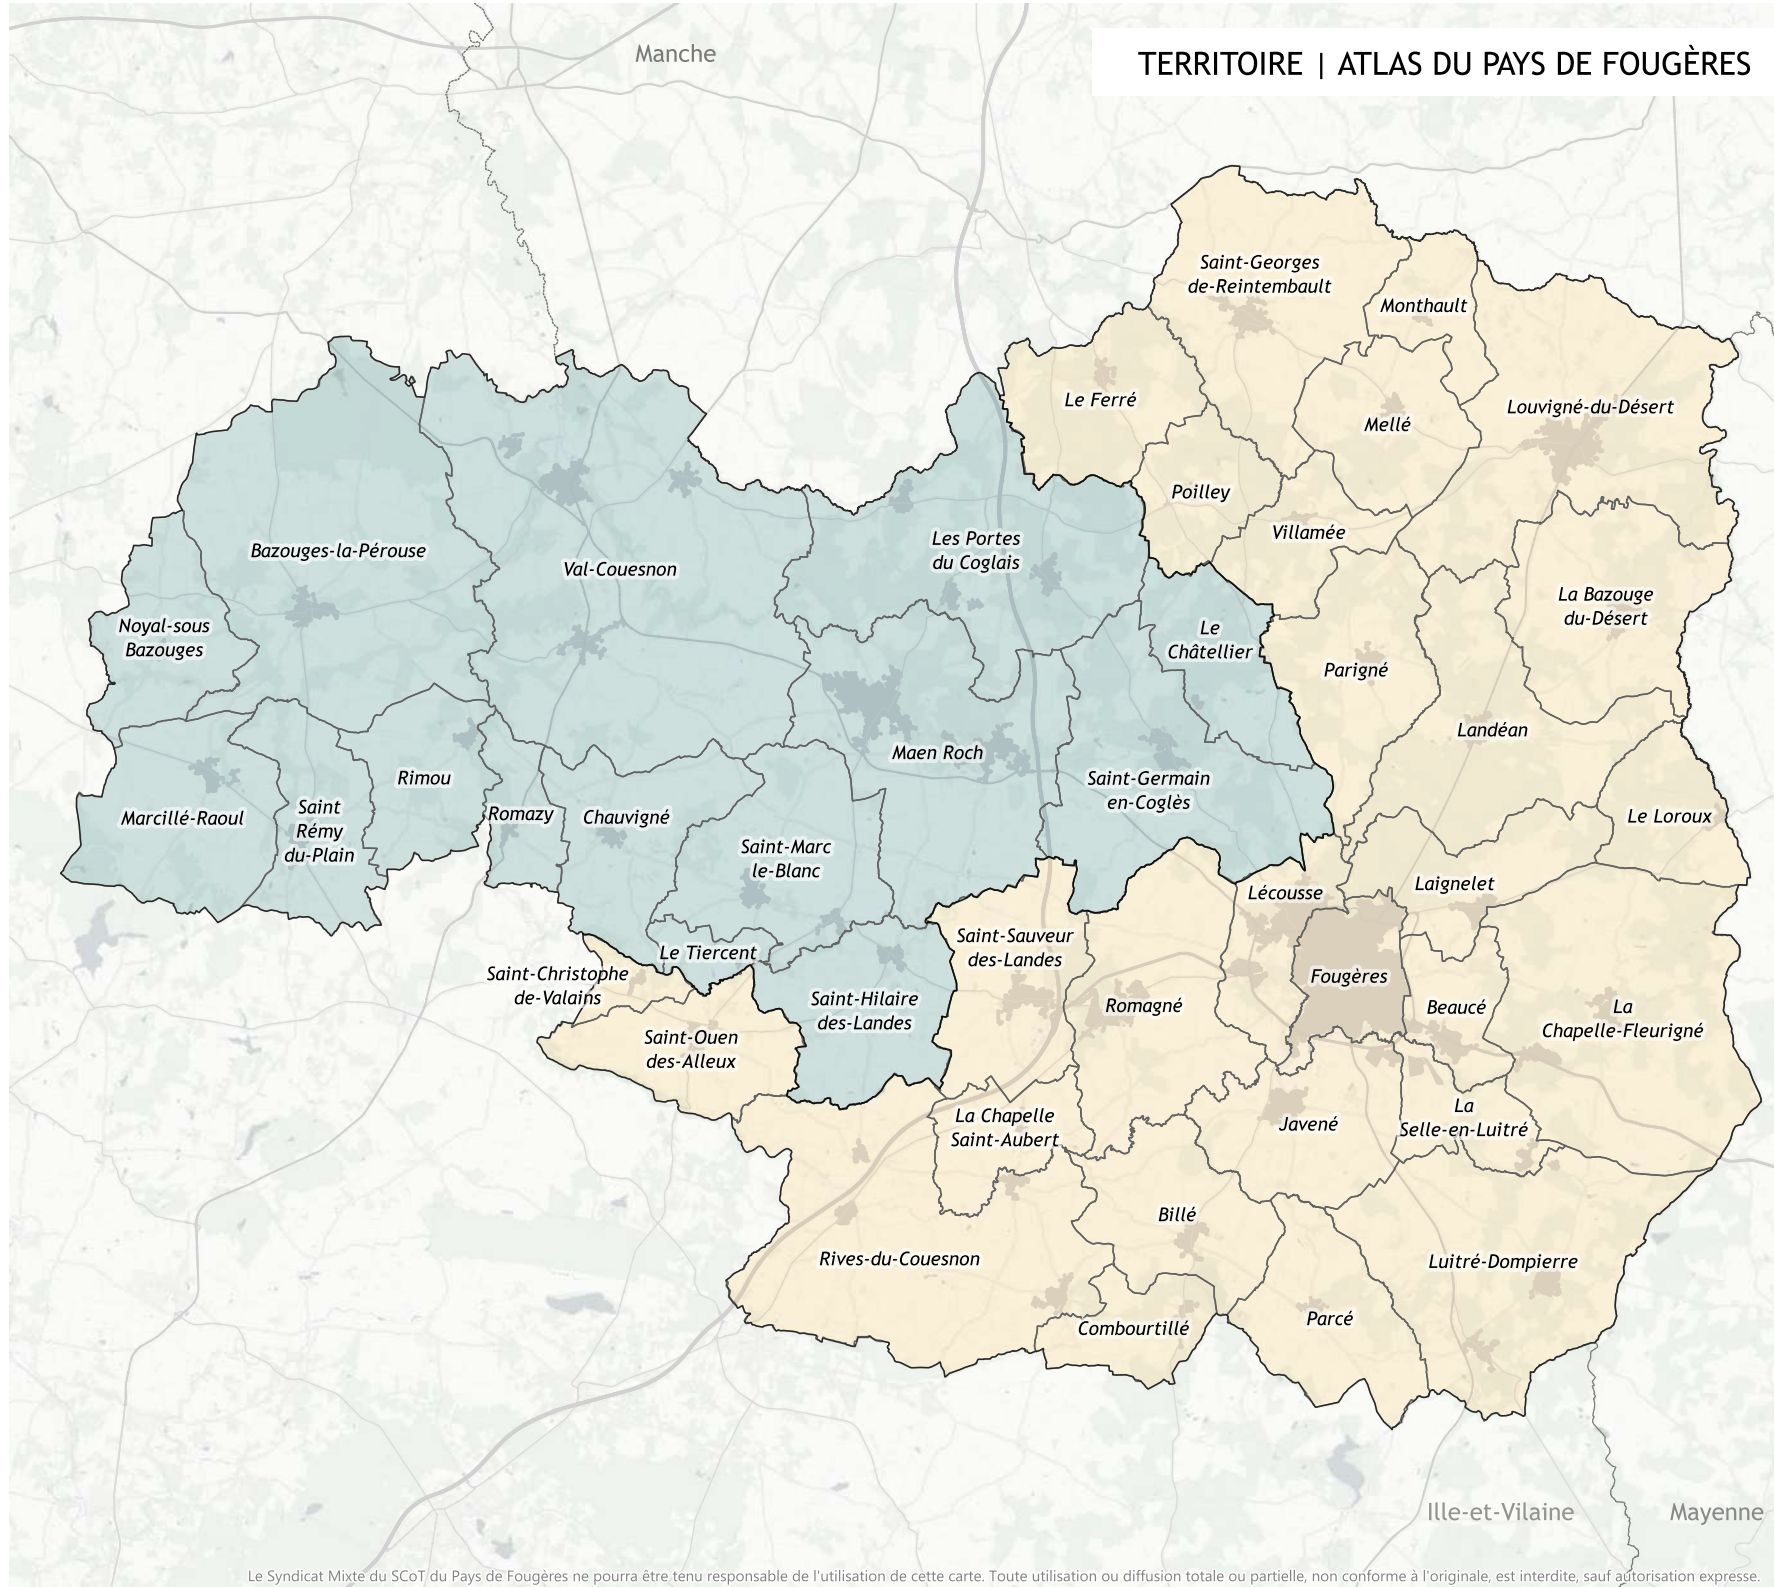 Manche
TERRITOIRE | ATLAS DU PAYS DE FOUGÈRES
Saint-Georges
de-Reintembault
Monthault
Le Ferré
Mellé
Louvigné-du-Désert
Poilley
Villamée
Les Portes
du Coglais
Bazouges-la-Pérouse
Val-Couesnon
La Bazouge
du-Désert
Noyal-sous
Bazouges
Le
Châtellier
Parigné
Landéan
Maen Roch
Saint-Germain
en-Coglès
Rimou
Marcillé-Raoul
Saint
Rémy
du-Plain
Romazy
Chauvigné
Saint-Marc
le-Blanc
Le Loroux
Lécousse
Laignelet
Le Tiercent
Saint-Sauveur
des-Landes
Saint-Christophe
de-Valains
Saint-Hilaire
des-Landes
Romagné
Fougères
Beaucé
La
Chapelle-Fleurigné
Saint-Ouen
des-Alleux
La Chapelle
Saint-Aubert
Javené
La
Selle-en-Luitré
Billé
Rives-du-Couesnon
Luitré-Dompierre
Combourtillé
Parcé
Ille-et-Vilaine
Mayenne
Le Syndicat Mixte du SCoT du Pays de Fougères ne pourra être tenu responsable de l'utilisation de cette carte. Toute utilisation ou diffusion totale ou partielle, non conforme à l'originale, est interdite, sauf autorisation expresse.